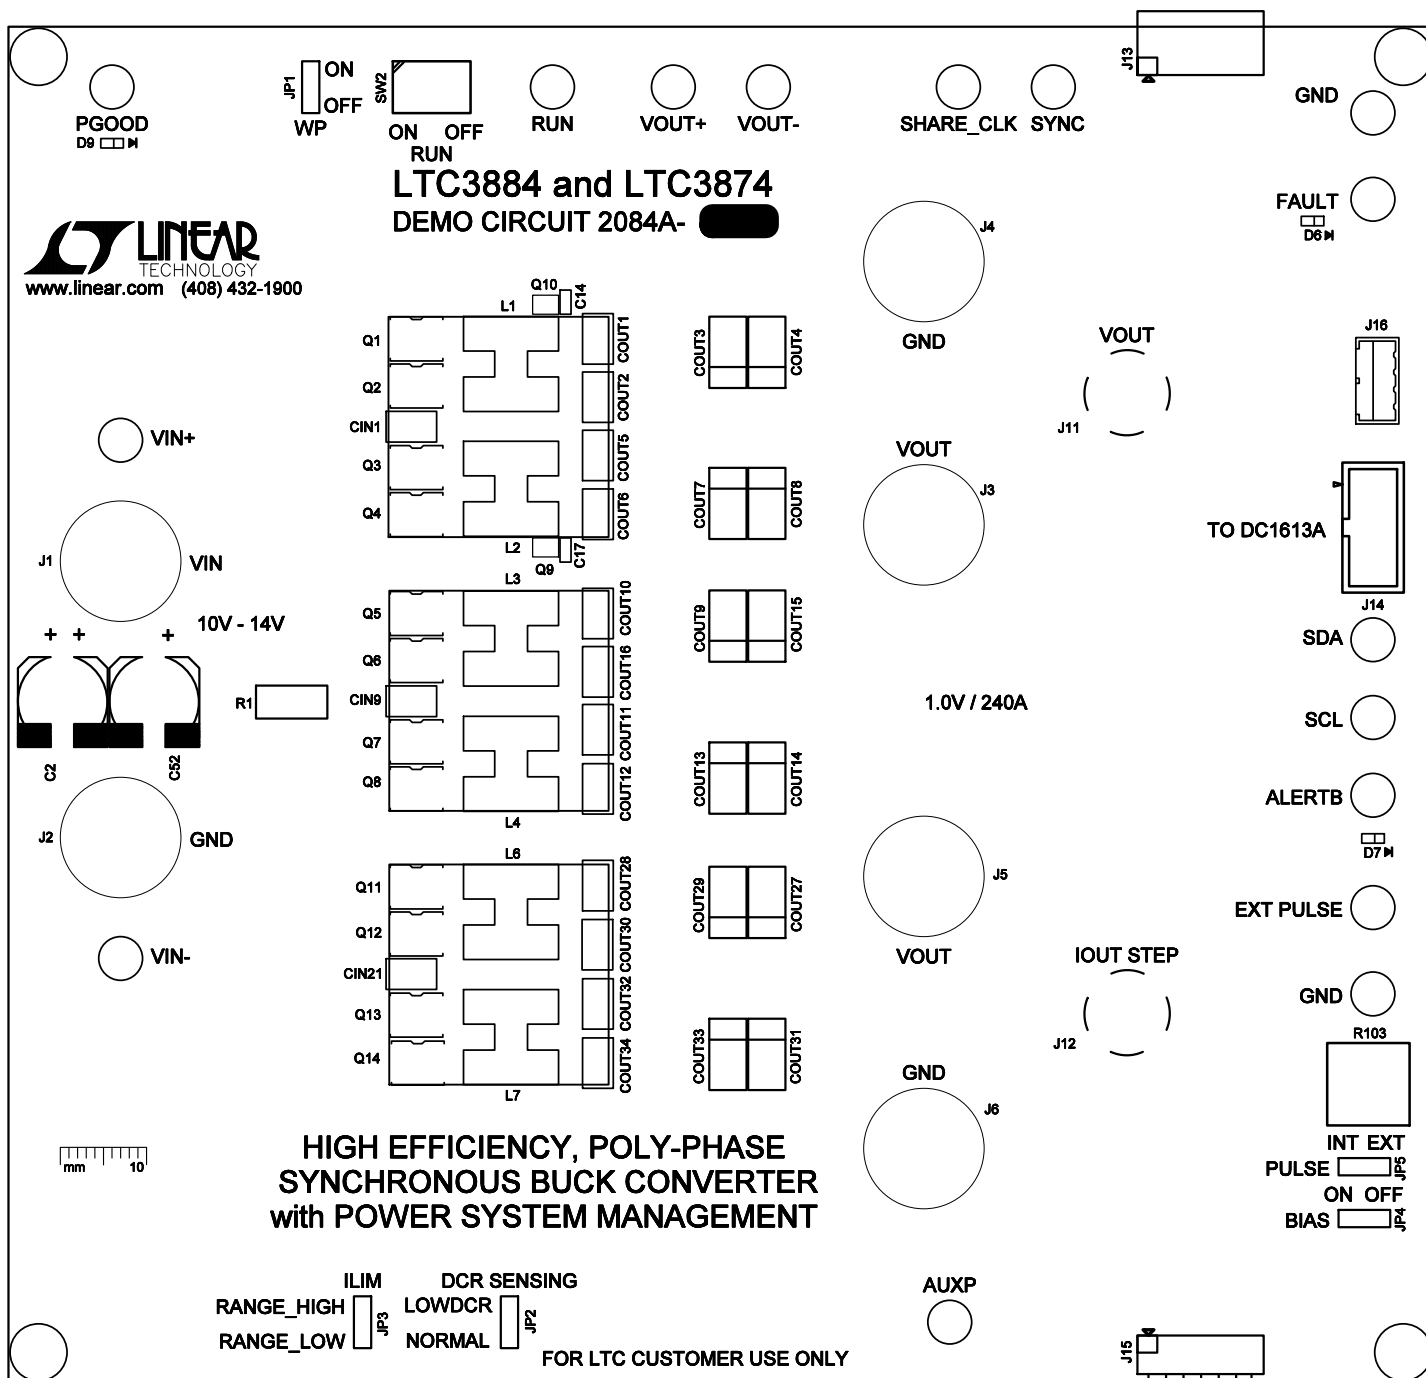 J13
PGOOD
D9
JP1
ON
OFF
WP
SW2
ON OFF
RUN
RUN
VOUT+
VOUT-
SHARE_CLK
SYNC
GND
FAULT
D6
LTC3884 and LTC3874
DEMO CIRCUIT 2084A-
LINEAR
TECHNOLOGY
www.linear.com (408) 432-1900
J4
GND
VOUT
J11
J16
Q10
C14
L1
Q1
Q2
CIN1
Q3
Q4
COUT1
COUT2
COUT5
COUT6
COUT3
COUT4
COUT7
COUT8
L2
Q9
C17
VIN+
J1
VIN
10V - 14V
+ + +
C2
C52
R1
J2
GND
VIN-
VOUT
J3
TO DC1613A
J14
SDA
SCL
ALERTB
D7
EXT PULSE
GND
L3
Q5
Q6
CIN9
Q7
Q8
COUT10
COUT16
COUT11
COUT12
COUT9
COUT15
COUT13
COUT14
L4
1.0V / 240A
L6
Q11
Q12
CIN21
Q13
Q14
COUT28
COUT30
COUT32
COUT34
COUT29
COUT27
COUT33
COUT31
L7
J5
VOUT
IOUT STEP
J12
GND
J6
R103
INT EXT
PULSE
JP5
ON OFF
BIAS
JP4
mm 10
HIGH EFFICIENCY, POLY-PHASE
SYNCHRONOUS BUCK CONVERTER
with POWER SYSTEM MANAGEMENT
ILIM
RANGE_HIGH
RANGE_LOW
JP3
DCR SENSING
LOWDCR
NORMAL
JP2
AUXP
J15
FOR LTC CUSTOMER USE ONLY